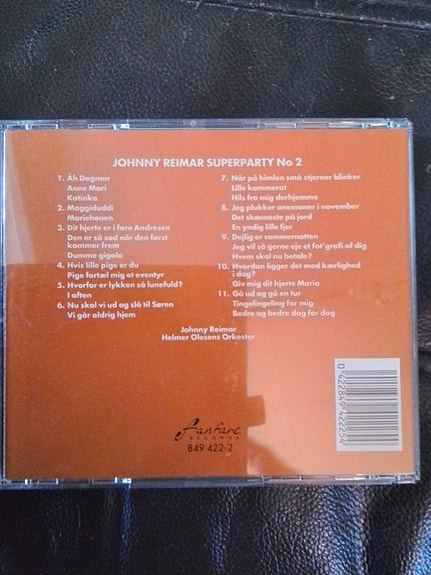 JOHNNY REIMAR SUPERPARTY No 2
1. Åh Dagmar
Anne Mari
Katinka
2. Moggiduddi
Mariehønen
3. Dit hjerte er i fare Andresen
Den er så sød når den først
kommer frem
Dumme gigolo
4. Hvis lille pige er du
Pige fortæl mig et eventyr
5. Hvorfor er lykken så lunefuld?
I aften
6. Nu skal vi ud og slå til Søren
Vi går aldrig hjem
7. Når på himlen små stjerner blinker
Lille kammerat
Hils fra mig derhjemme
8. Jeg plukker anemoner i november
Det skønneste på jord
En yndig lille fjer
9. Dejlig er sommernatten
Jeg vil så gerne eje et fot'grafi af dig
Hvem skal nu betale?
10. Hvordan ligger det med kærlighed
i dag?
Giv mig dit hjerte Maria
11. Gå ud og gå en tur
Tingelingeling for mig
Bedre og bedre dag for dag
Johnny Reimar
Helmer Olesens Orkester
fanfare
RECORDS
849 422-2
0 422849 422254